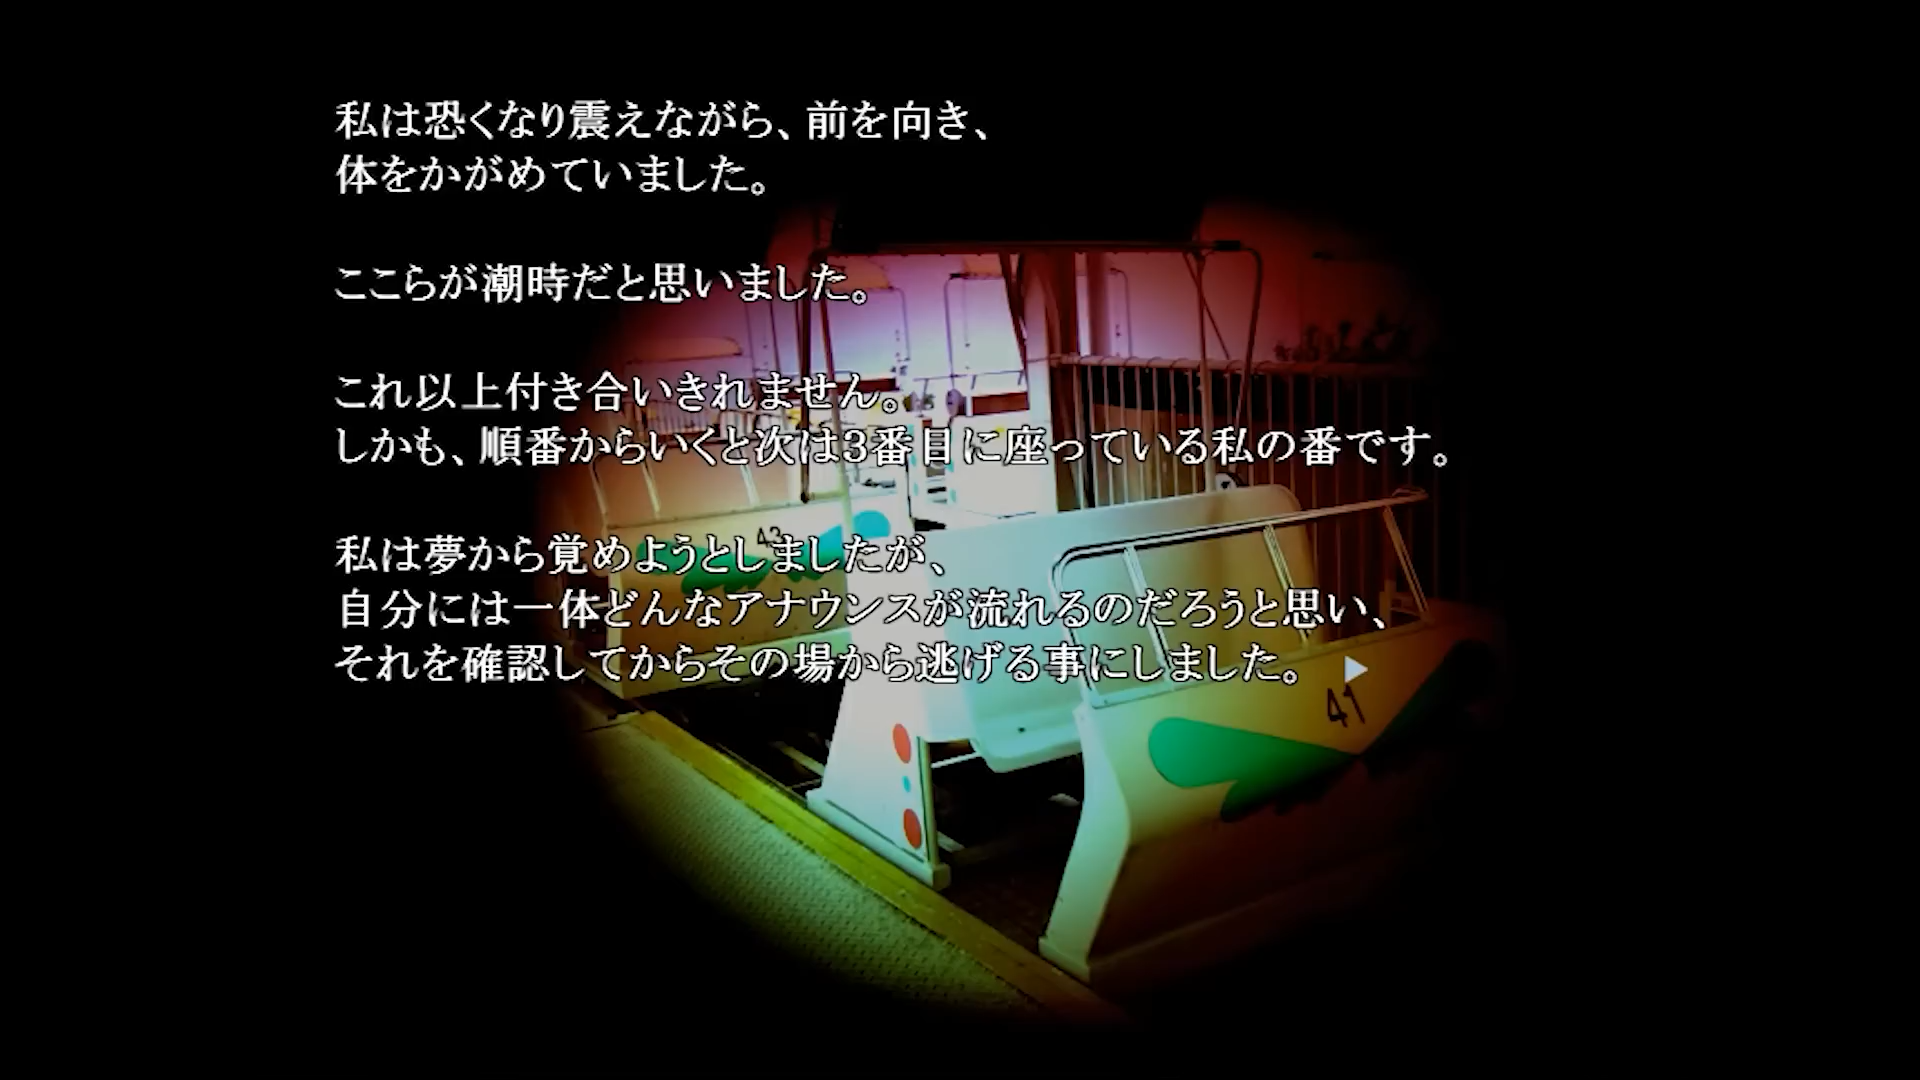 私は恐くなり震えながら、前を向き、
体をかがめていました。
ここらが潮時だと思いました。
これ以上付き合いきれません。
しかも、順番からいくと次は3番目に座っている私の番です。
私は夢から覚めようとしましたが、
自分には一体どんなアナウンスが流れるのだろうと思い、
それを確認してからその場から逃げる事にしました。
43
41